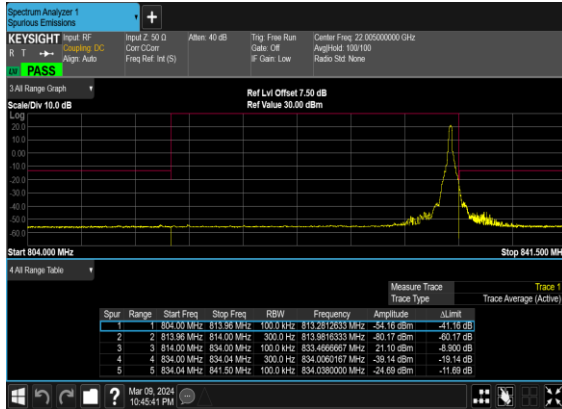 Spectrum Analyzer 1
Spurious Emissions
+
KEYSIGHT Input: RF Input Z: 50 Ω Atten: 40 dB Trig: Free Run Center Freq: 22.005000000 GHz
R T Coupling: DC Corr CCorr Gate: Off Avg|Hold: 100/100
Align: Auto Freq Ref: Int (S) IF Gain: Low Radio Std: None
LXI PASS
3 All Range Graph Ref Lvl Offset 7.50 dB
Scale/Div 10.0 dB Ref Value 30.00 dBm
Log
20.0
10.0
0.00
-10.0
-20.0
-30.0
-40.0
-50.0
-60.0
Start 804.000 MHz Stop 841.500 MHz
4 All Range Table
Measure Trace Trace 1
Trace Type Trace Average (Active)
Spur Range Start Freq Stop Freq RBW Frequency Amplitude ΔLimit
1 1 804.00 MHz 813.96 MHz 100.0 kHz 813.2812633 MHz -54.16 dBm -41.16 dB
2 2 813.96 MHz 814.00 MHz 300.0 Hz 813.9816333 MHz -80.17 dBm -60.17 dB
3 3 814.00 MHz 834.00 MHz 100.0 kHz 833.4666667 MHz 21.10 dBm -8.900 dB
4 4 834.00 MHz 834.04 MHz 300.0 Hz 834.0060167 MHz -39.14 dBm -19.14 dB
5 5 834.04 MHz 841.50 MHz 100.0 kHz 834.0380000 MHz -24.69 dBm -11.69 dB
? Mar 09, 2024
10:45:41 PM